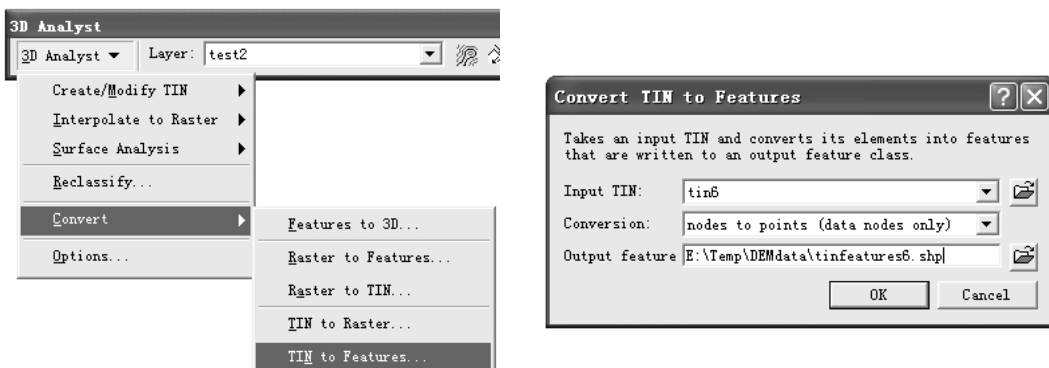 3D Analyst
3D Analyst Layer: test2
Create/Modify TIN
Interpolate to Raster
Surface Analysis
Reclassify...
Convert
Options...
Features to 3D...
Raster to Features...
Raster to TIN...
TIN to Raster...
TIN to Features...
Convert TIN to Features
Takes an input TIN and converts its elements into features
that are written to an output feature class.
Input TIN: tin6
Conversion: nodes to points (data nodes only)
Output feature E:\Temp\DEMdata\tinfeatures6.shp
OK Cancel